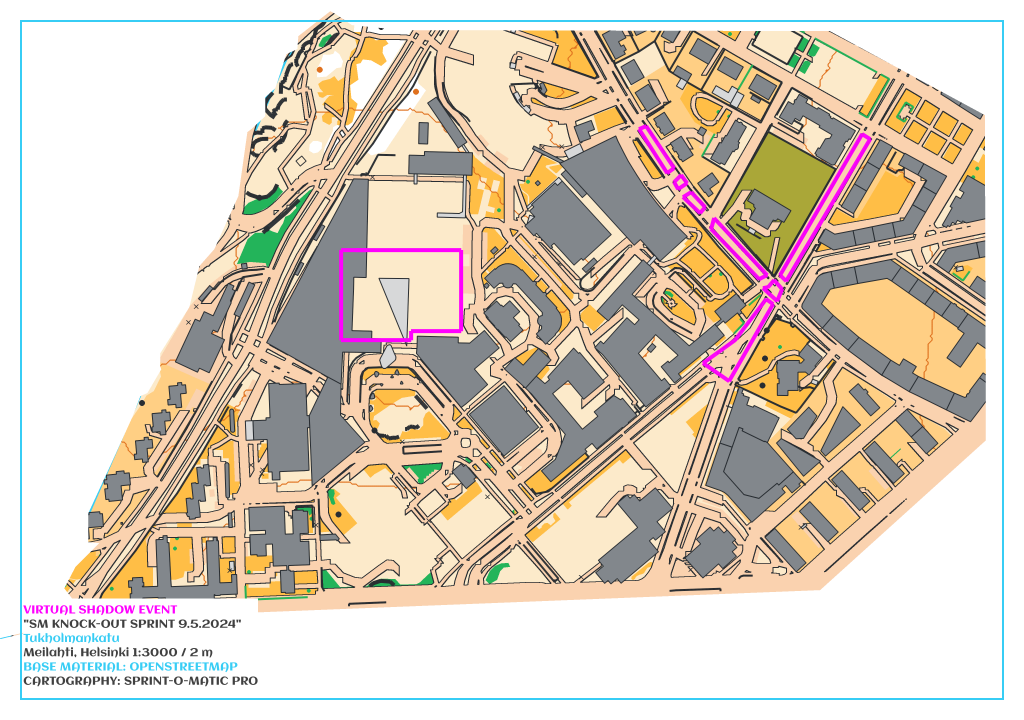 VIRTUAL SHADOW EVENT
"SM KNOCK-OUT SPRINT 9.5.2024"
Tukholmankatu
Meilahti, Helsinki 1:3000 / 2 m
BASE MATERIAL: OPENSTREETMAP
CARTOGRAPHY: SPRINT-O-MATIC PRO